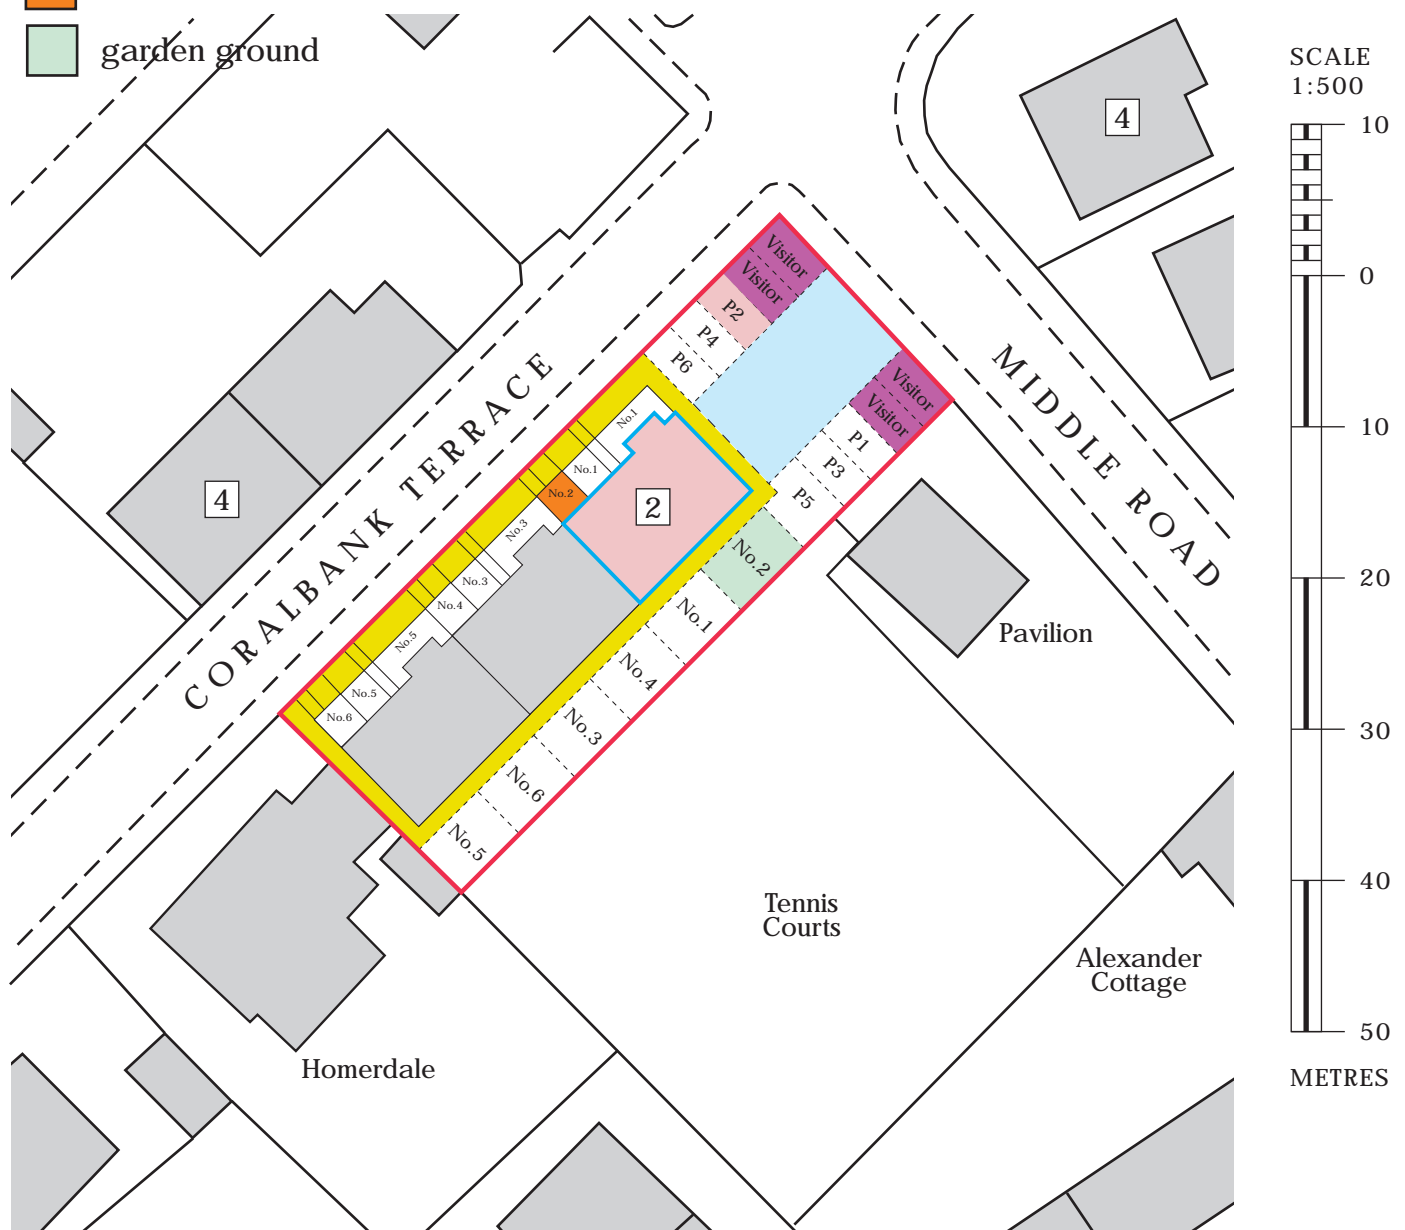 garden ground
SCALE
1:500
10
0
10
20
30
40
50
METRES
4
4
2
CORALBANK TERRACE
MIDDLE ROAD
Visitor
Visitor
P2
P4
P6
Visitor
Visitor
P1
P3
P5
No.1
No.1
No.2
No.3
No.3
No.4
No.5
No.5
No.6
No.2
No.1
No.4
No.3
No.6
No.5
Pavilion
Tennis
Courts
Alexander
Cottage
Homerdale